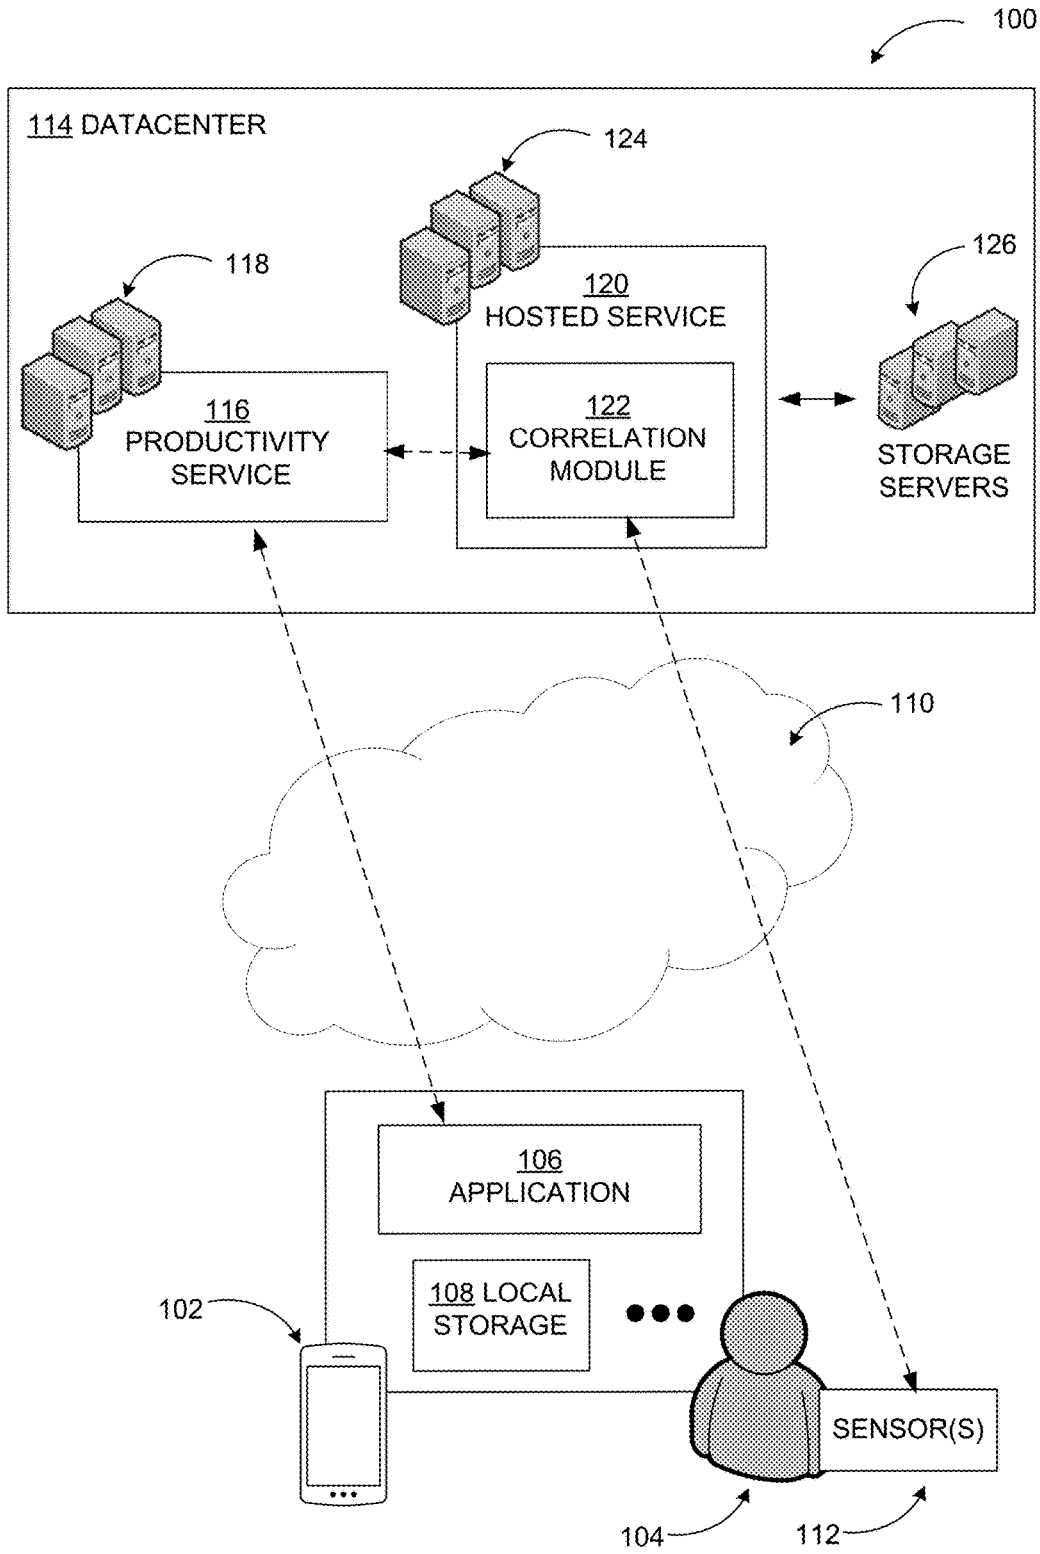 100
114 DATACENTER
124
118
126
120
HOSTED SERVICE
116
PRODUCTIVITY
SERVICE
122
CORRELATION
MODULE
STORAGE
SERVERS
110
106
APPLICATION
108 LOCAL
STORAGE
102
SENSOR(S)
104
112